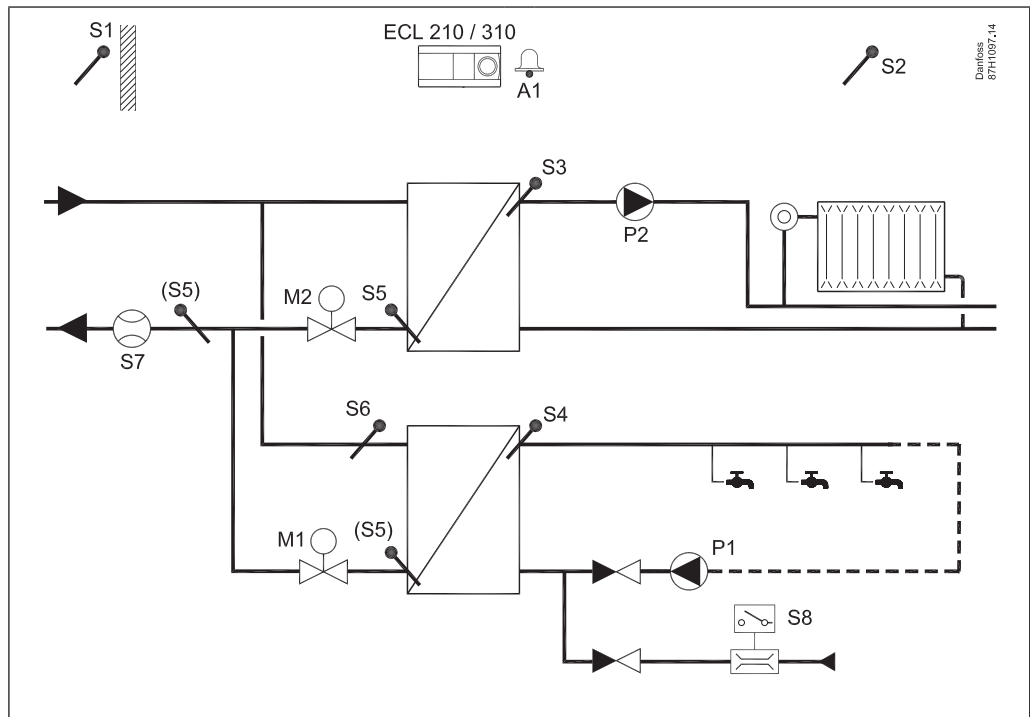 S1
ECL 210 / 310
A1
S2
Danfoss
87H1097.14
S3
P2
(S5)
M2
S5
S7
S6
S4
M1
(S5)
P1
S8